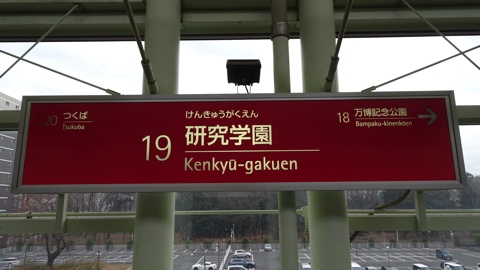 20 つくば
Tsukuba
けんきゅうがくえん
19 研究学園
Kenkyū-gakuen
18 万博記念公園 →
Bampaku-kinenkōen